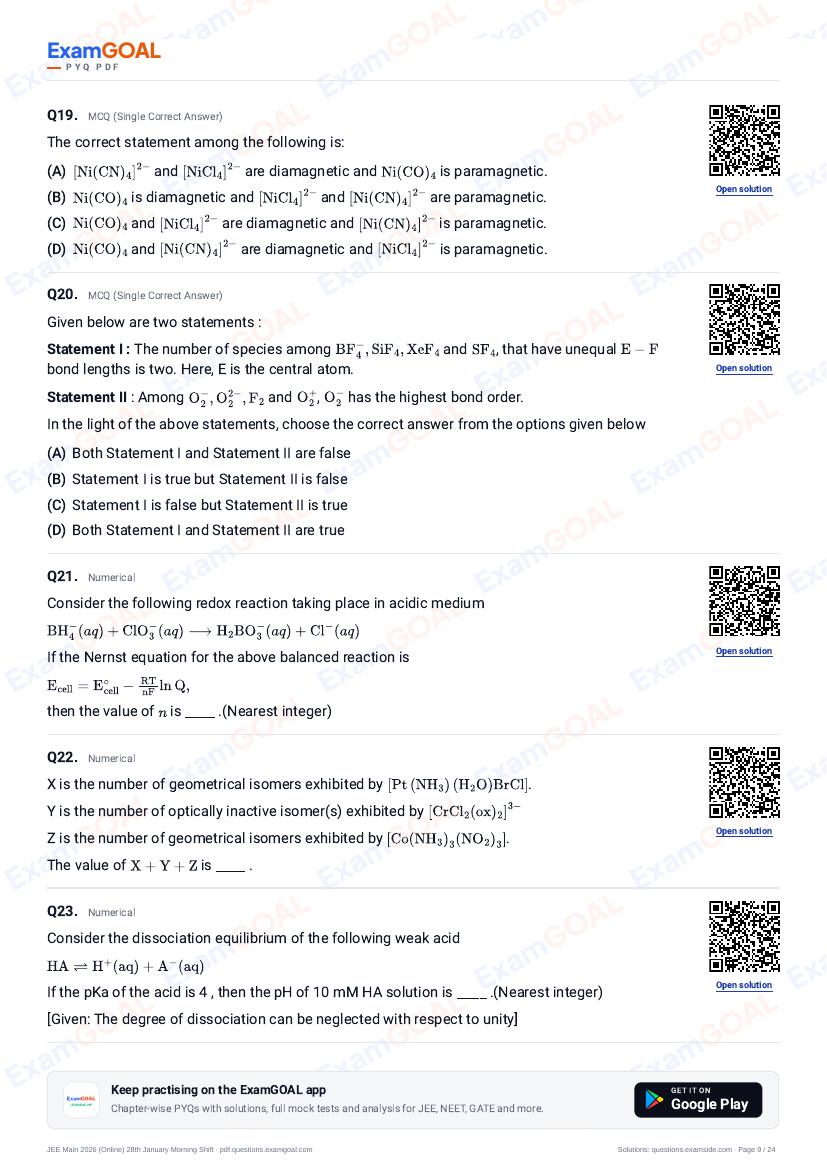 ExamGOAL
PYQ PDF
Q19. MCQ (Single Correct Answer)
The correct statement among the following is:
(A) [Ni(CN)₄]²⁻ and [NiCl₄]²⁻ are diamagnetic and Ni(CO)₄ is paramagnetic.
(B) Ni(CO)₄ is diamagnetic and [NiCl₄]²⁻ and [Ni(CN)₄]²⁻ are paramagnetic.
(C) Ni(CO)₄ and [NiCl₄]²⁻ are diamagnetic and [Ni(CN)₄]²⁻ is paramagnetic.
(D) Ni(CO)₄ and [Ni(CN)₄]²⁻ are diamagnetic and [NiCl₄]²⁻ is paramagnetic.
Open solution
Q20. MCQ (Single Correct Answer)
Given below are two statements :
Statement I : The number of species among BF₄⁻, SiF₄, XeF₄ and SF₄, that have unequal E − F
bond lengths is two. Here, E is the central atom.
Statement II : Among O₂⁻, O₂²⁻, F₂ and O₂⁺, O₂⁻ has the highest bond order.
In the light of the above statements, choose the correct answer from the options given below
(A) Both Statement I and Statement II are false
(B) Statement I is true but Statement II is false
(C) Statement I is false but Statement II is true
(D) Both Statement I and Statement II are true
Open solution
Q21. Numerical
Consider the following redox reaction taking place in acidic medium
BH₄⁻(aq) + ClO₃⁻(aq) ⟶ H₂BO₃⁻(aq) + Cl⁻(aq)
If the Nernst equation for the above balanced reaction is
E_cell = E°_cell − RT/nF ln Q,
then the value of n is ____ .(Nearest integer)
Open solution
Q22. Numerical
X is the number of geometrical isomers exhibited by [Pt (NH₃) (H₂O)BrCl].
Y is the number of optically inactive isomer(s) exhibited by [CrCl₂(ox)₂]³⁻
Z is the number of geometrical isomers exhibited by [Co(NH₃)₃(NO₂)₃].
The value of X + Y + Z is ____ .
Open solution
Q23. Numerical
Consider the dissociation equilibrium of the following weak acid
HA ⇌ H⁺(aq) + A⁻(aq)
If the pKa of the acid is 4 , then the pH of 10 mM HA solution is ____ .(Nearest integer)
[Given: The degree of dissociation can be neglected with respect to unity]
Open solution
ExamGOAL
Keep practising on the ExamGOAL app
Chapter-wise PYQs with solutions, full mock tests and analysis for JEE, NEET, GATE and more.
GET IT ON
Google Play
JEE Main 2026 (Online) 28th January Morning Shift · pdf.questions.examgoal.com
Solutions: questions.examside.com · Page 9 / 24